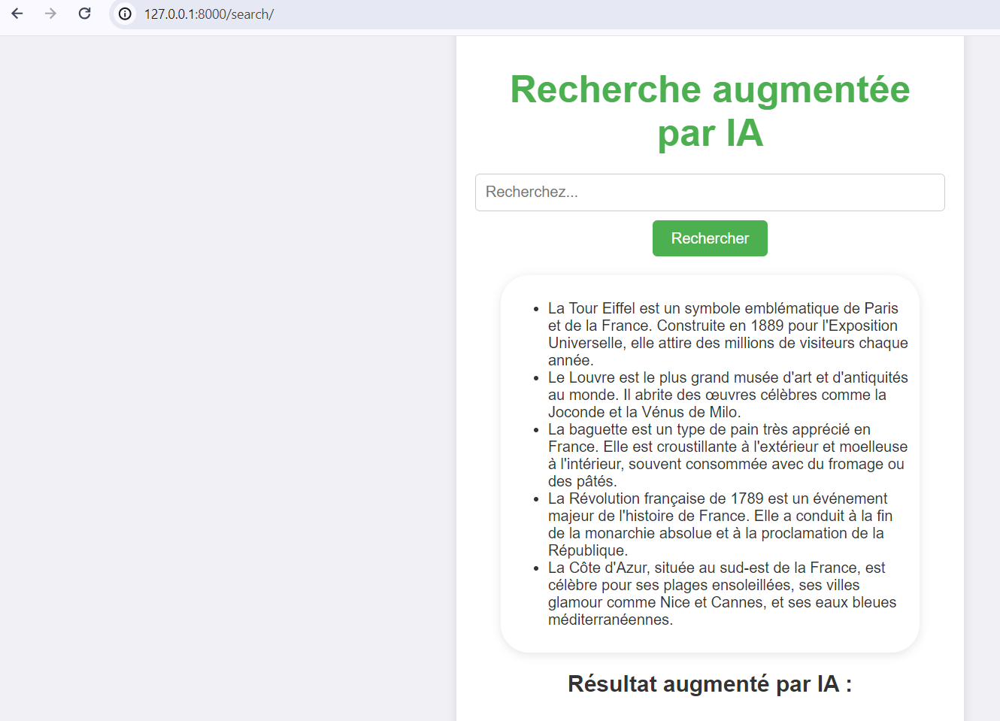 127.0.0.1:8000/search/
Recherche augmentée
par IA
Recherchez...
Rechercher
• La Tour Eiffel est un symbole emblématique de Paris
et de la France. Construite en 1889 pour l'Exposition
Universelle, elle attire des millions de visiteurs chaque
année.
• Le Louvre est le plus grand musée d'art et d'antiquités
au monde. Il abrite des œuvres célèbres comme la
Joconde et la Vénus de Milo.
• La baguette est un type de pain très apprécié en
France. Elle est croustillante à l'extérieur et moelleuse
à l'intérieur, souvent consommée avec du fromage ou
des pâtés.
• La Révolution française de 1789 est un événement
majeur de l'histoire de France. Elle a conduit à la fin
de la monarchie absolue et à la proclamation de la
République.
• La Côte d'Azur, située au sud-est de la France, est
célèbre pour ses plages ensoleillées, ses villes
glamour comme Nice et Cannes, et ses eaux bleues
méditerranéennes.
Résultat augmenté par IA :